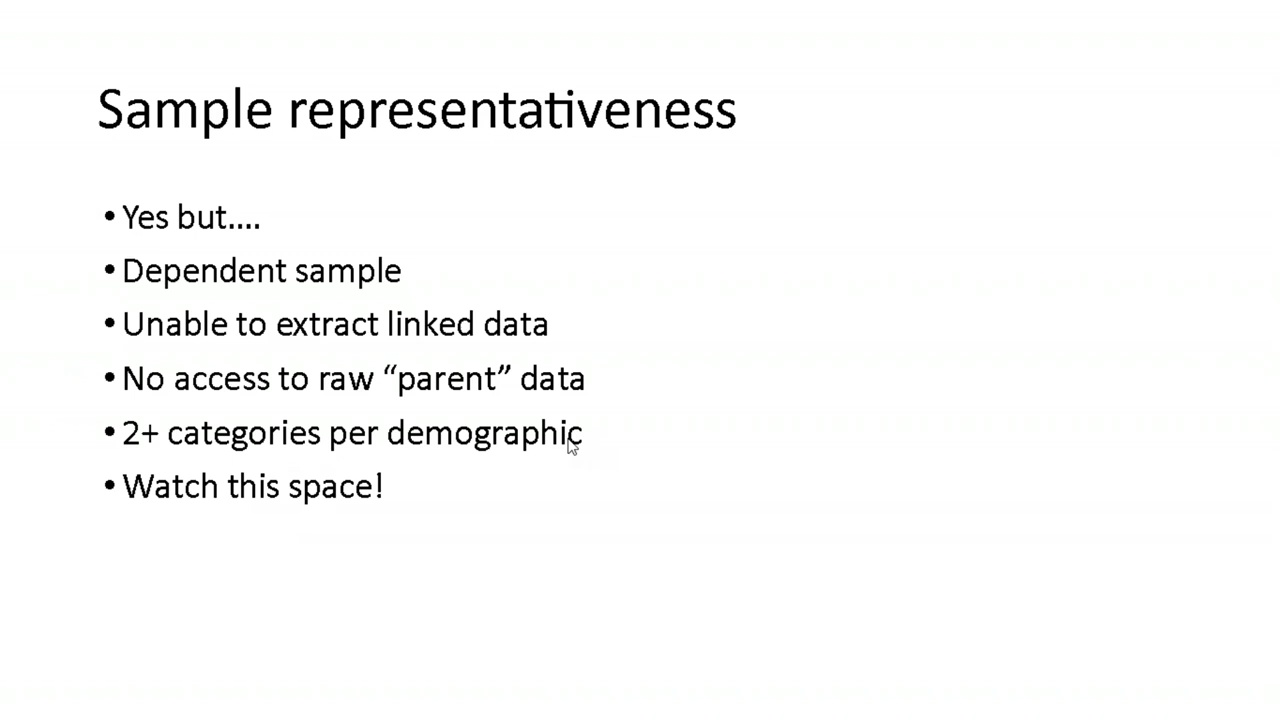 Sample representativeness
• Yes but....
• Dependent sample
• Unable to extract linked data
• No access to raw “parent” data
• 2+ categories per demographic
• Watch this space!